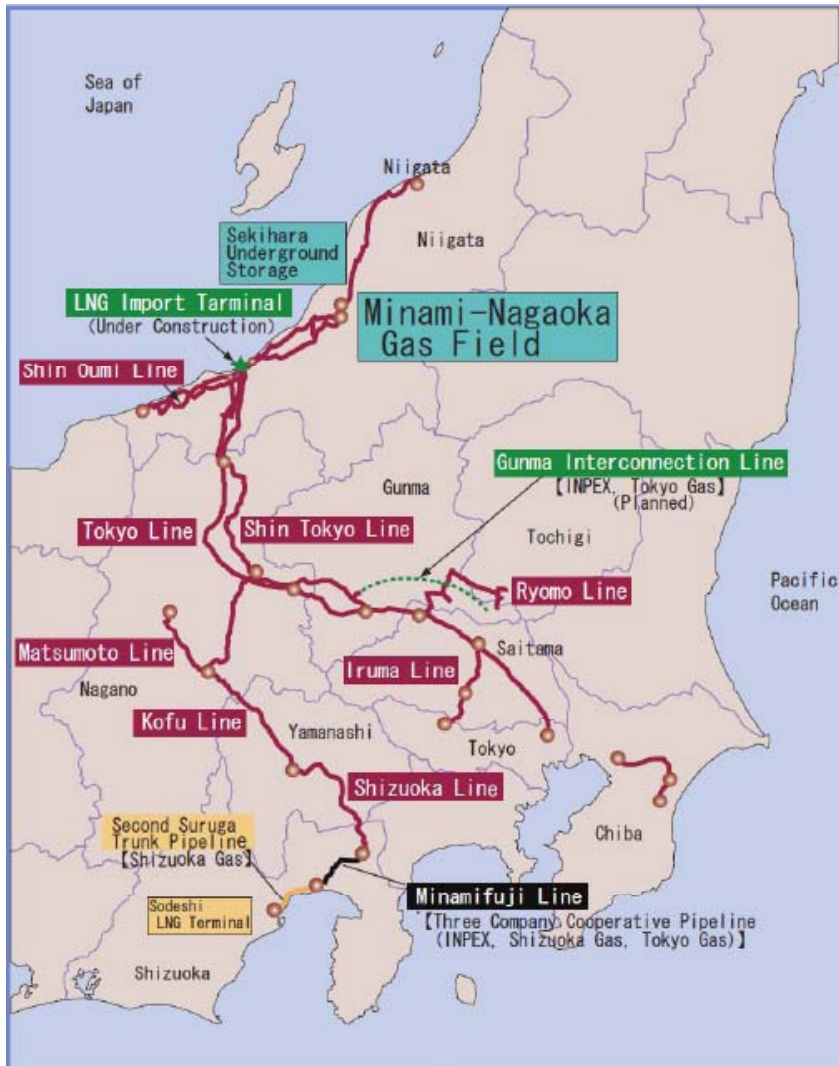 Sea of
Japan
Niigata
Niigata
Sekihara
Underground
Storage
LNG Import Tarminal
(Under Construction)
Minami-Nagaoka
Gas Field
Shin Oumi Line
Gunma Interconnection Line
【INPEX, Tokyo Gas】
(Planned)
Gunma
Tokyo Line
Shin Tokyo Line
Tochigi
Pacific
Ocean
Ryomo Line
Matsumoto Line
Saitama
Iruma Line
Nagano
Kofu Line
Yamanashi
Tokyo
Shizuoka Line
Second Suruga
Trunk Pipeline
【Shizuoka Gas】
Chiba
Minamifuji Line
Sodeshi
LNG Terminal
【Three Company Cooperative Pipeline
(INPEX, Shizuoka Gas, Tokyo Gas)】
Shizuoka